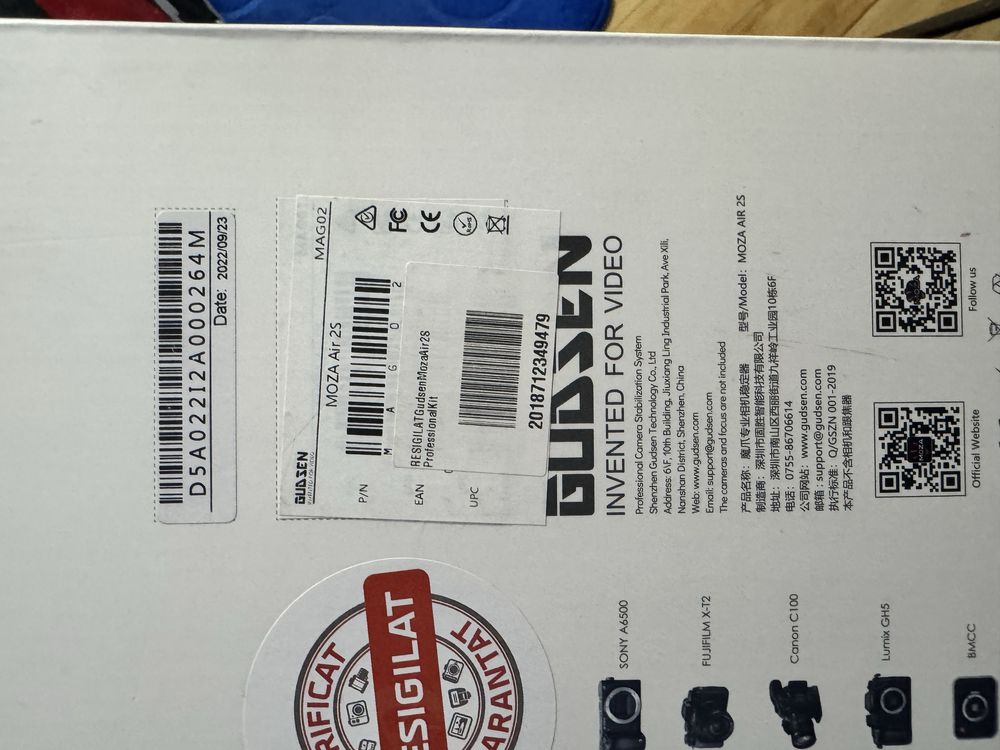 D5A022I2A000264M
Date: 2022/09/23
GUDSEN
MAG02
MOZA Air 2S
P/N
M A G 0 2
EAN
UPC
RESIGILATGudsenMozaAir2S
ProfessionalKit
2018712349479
GUDSEN
INVENTED FOR VIDEO
Professional Camera Stabilization System
Shenzhen Gudsen Technology Co., Ltd
Address: 6\F, 10th Building, Jiuxiang Ling Industrial Park, Ave Xili,
Nanshan District, Shenzhen, China
Web: www.gudsen.com
Email: support@gudsen.com
The cameras and focus are not included
产品名称：魔爪专业相机稳定器 型号/Model：MOZA AIR 2S
制造商：深圳市固胜智能科技有限公司
地址：深圳市南山区西丽街道九祥岭工业园10栋6F
电话：0755-86706614
公司网站：www.gudsen.com
邮箱：support@gudsen.com
执行标准：Q/GSZN 001-2019
本产品不含相机和跟焦器
MOZA
Official Website
Follow us
RIFICAT
ESIGILAT
ARANTAT
SONY A6500
FUJIFILM X-T2
Canon C100
Lumix GH5
BMCC